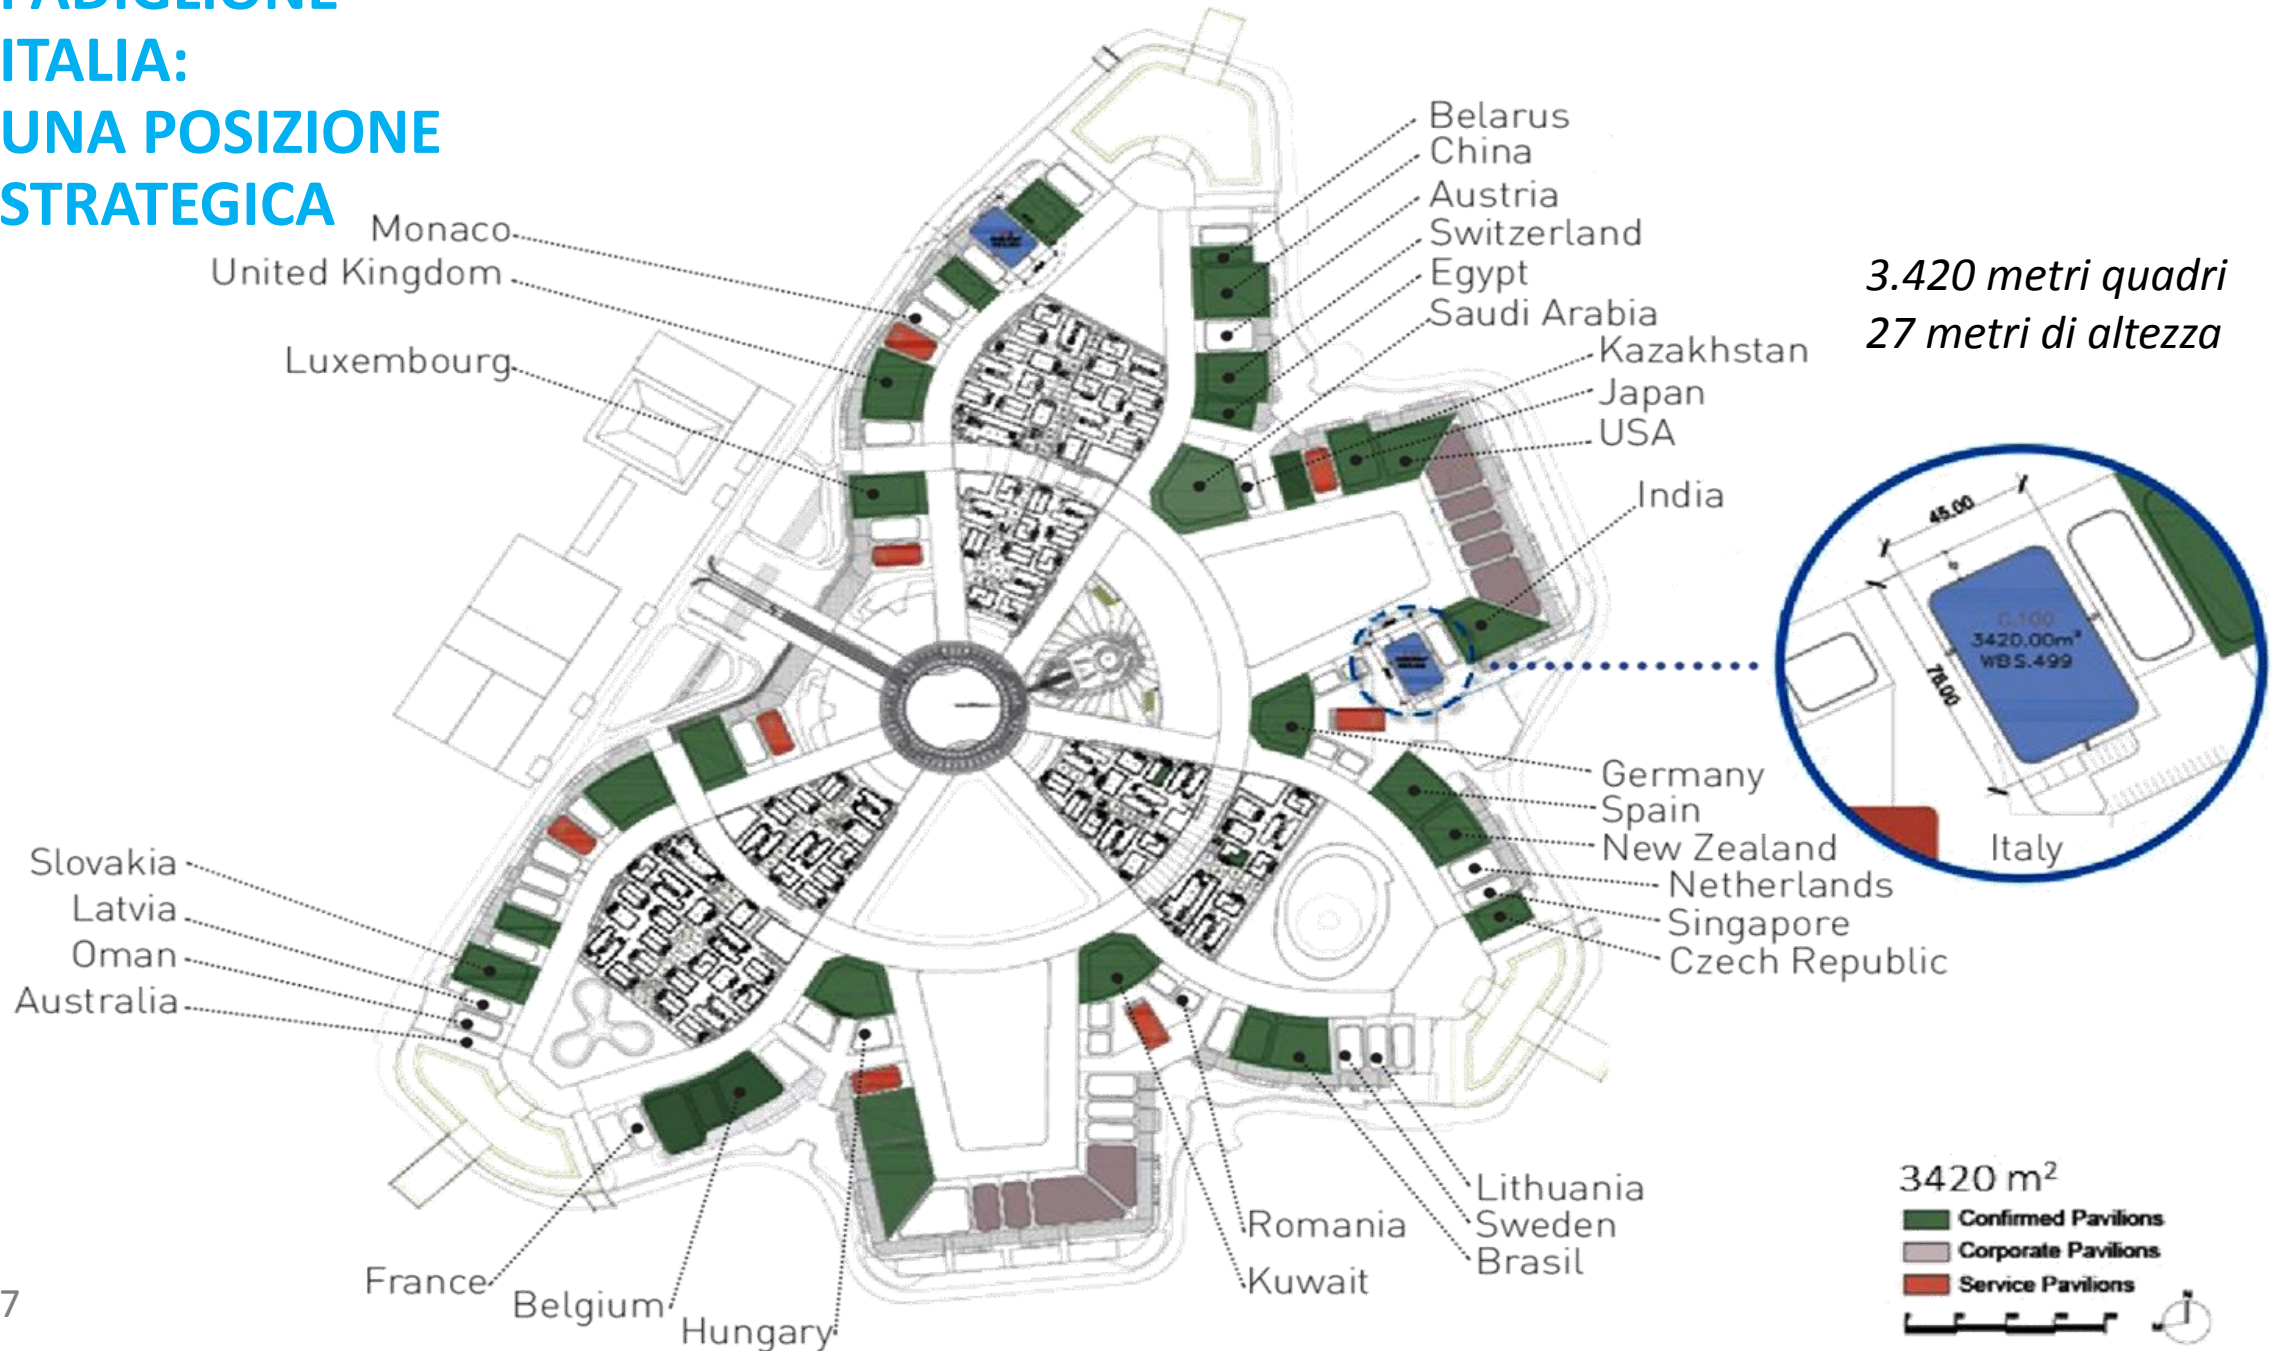 PADIGLIONE
ITALIA:
UNA POSIZIONE
STRATEGICA
Monaco
United Kingdom
Luxembourg
Belarus
China
Austria
Switzerland
Egypt
Saudi Arabia
Kazakhstan
Japan
USA
India
3.420 metri quadri
27 metri di altezza
45.00
76.00
3420.00m²
WBS.499
Italy
Germany
Spain
New Zealand
Netherlands
Singapore
Czech Republic
Slovakia
Latvia
Oman
Australia
France
Belgium
Hungary
Romania
Kuwait
Lithuania
Sweden
Brasil
3420 m²
Confirmed Pavilions
Corporate Pavilions
Service Pavilions
N
7